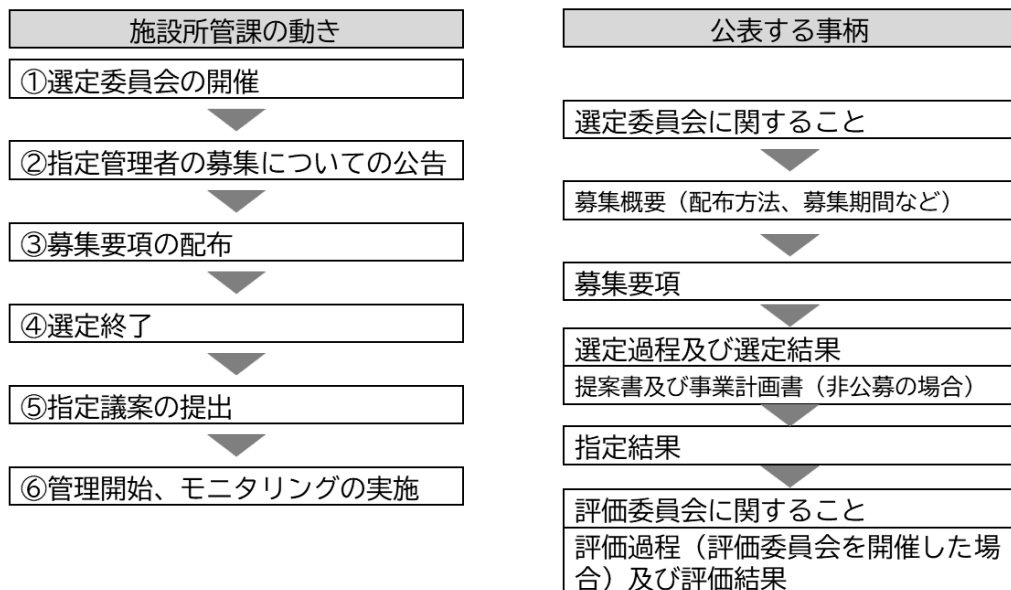 施設所管課の動き
①選定委員会の開催
②指定管理者の募集についての公告
③募集要項の配布
④選定終了
⑤指定議案の提出
⑥管理開始、モニタリングの実施
公表する事柄
選定委員会に関すること
募集概要（配布方法、募集期間など）
募集要項
選定過程及び選定結果
提案書及び事業計画書（非公募の場合）
指定結果
評価委員会に関すること
評価過程（評価委員会を開催した場
合）及び評価結果